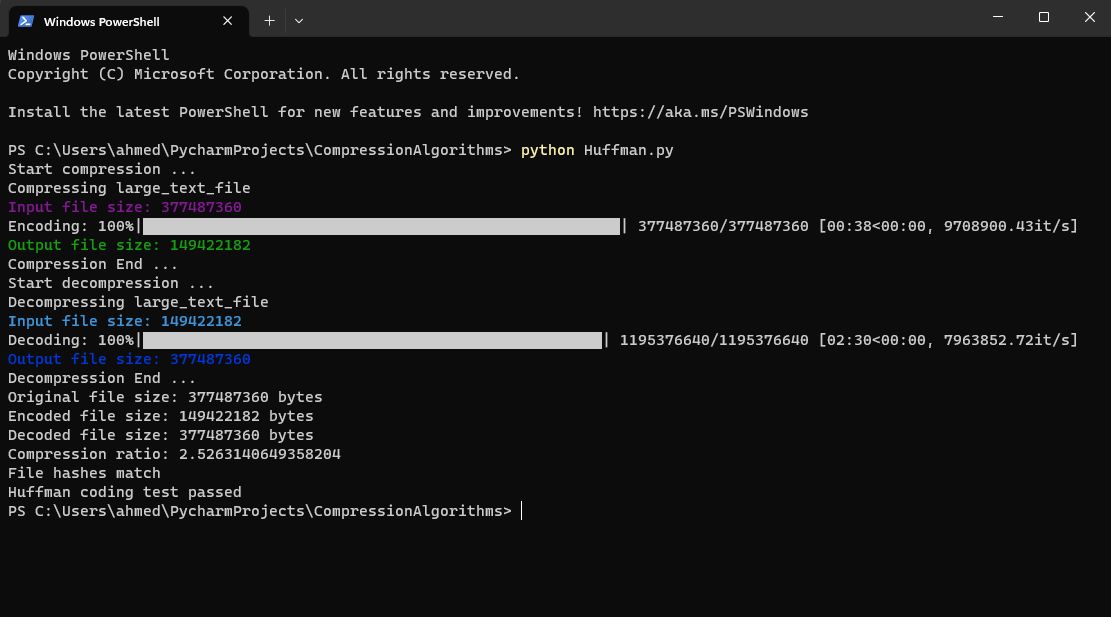 Windows PowerShell
Windows PowerShell
Copyright (C) Microsoft Corporation. All rights reserved.
Install the latest PowerShell for new features and improvements! https://aka.ms/PSWindows
PS C:\Users\ahmed\PycharmProjects\CompressionAlgorithms> python Huffman.py
Start compression ...
Compressing large_text_file
Input file size: 377487360
Encoding: 100%|| 377487360/377487360 [00:38<00:00, 9708900.43it/s]
Output file size: 149422182
Compression End ...
Start decompression ...
Decompressing large_text_file
Input file size: 149422182
Decoding: 100%|| 1195376640/1195376640 [02:30<00:00, 7963852.72it/s]
Output file size: 377487360
Decompression End ...
Original file size: 377487360 bytes
Encoded file size: 149422182 bytes
Decoded file size: 377487360 bytes
Compression ratio: 2.5263140649358204
File hashes match
Huffman coding test passed
PS C:\Users\ahmed\PycharmProjects\CompressionAlgorithms>